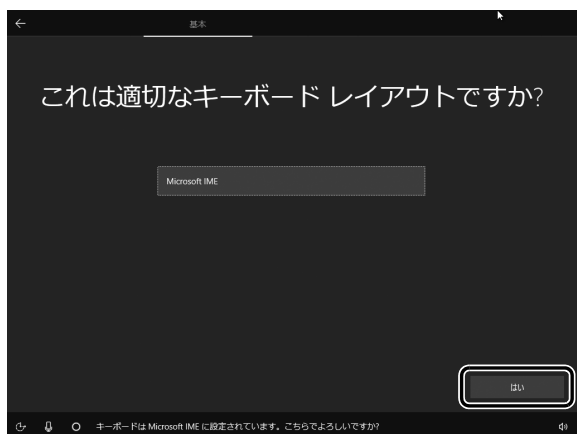 基本
これは適切なキーボード レイアウトですか?
Microsoft IME
はい
キーボードは Microsoft IME に設定されています。こちらでよろしいですか?